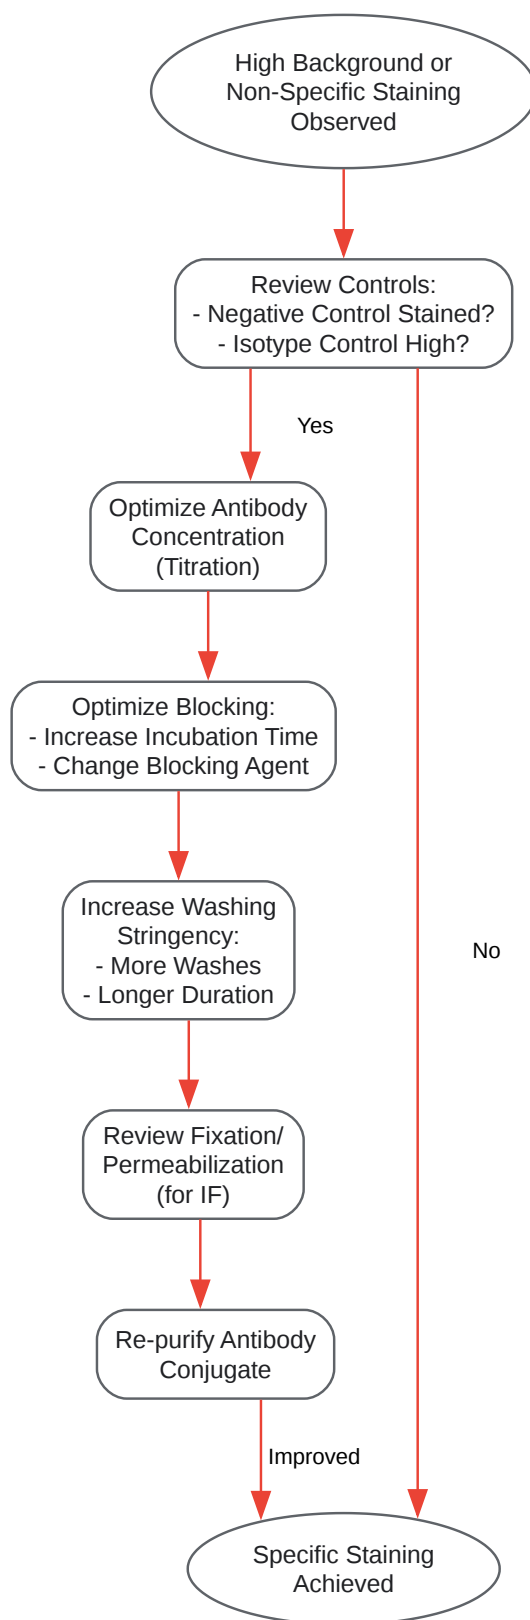 High Background or
Non-Specific Staining
Observed
Review Controls:
- Negative Control Stained?
- Isotype Control High?
Yes
Optimize Antibody
Concentration
(Titration)
Optimize Blocking:
- Increase Incubation Time
- Change Blocking Agent
Increase Washing
Stringency:
- More Washes
- Longer Duration
No
Review Fixation/
Permeabilization
(for IF)
Re-purify Antibody
Conjugate
Improved
Specific Staining
Achieved